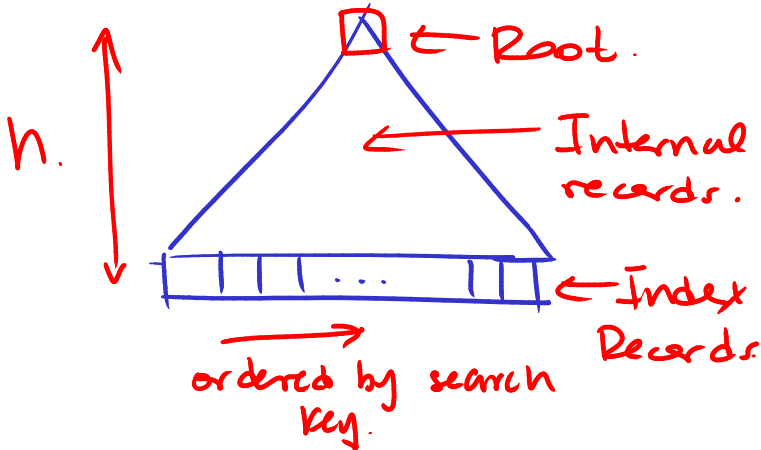 Root.
h.
Internal
records.
...
Index
Records.
ordered by search
key.